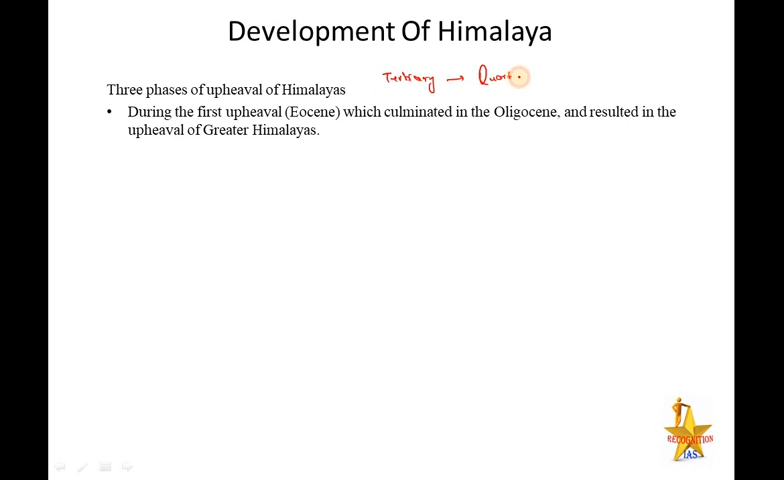 Development Of Himalaya
Tertiary → Quat
Three phases of upheaval of Himalayas
• During the first upheaval (Eocene) which culminated in the Oligocene, and resulted in the
upheaval of Greater Himalayas.
RECOGNITION
IAS